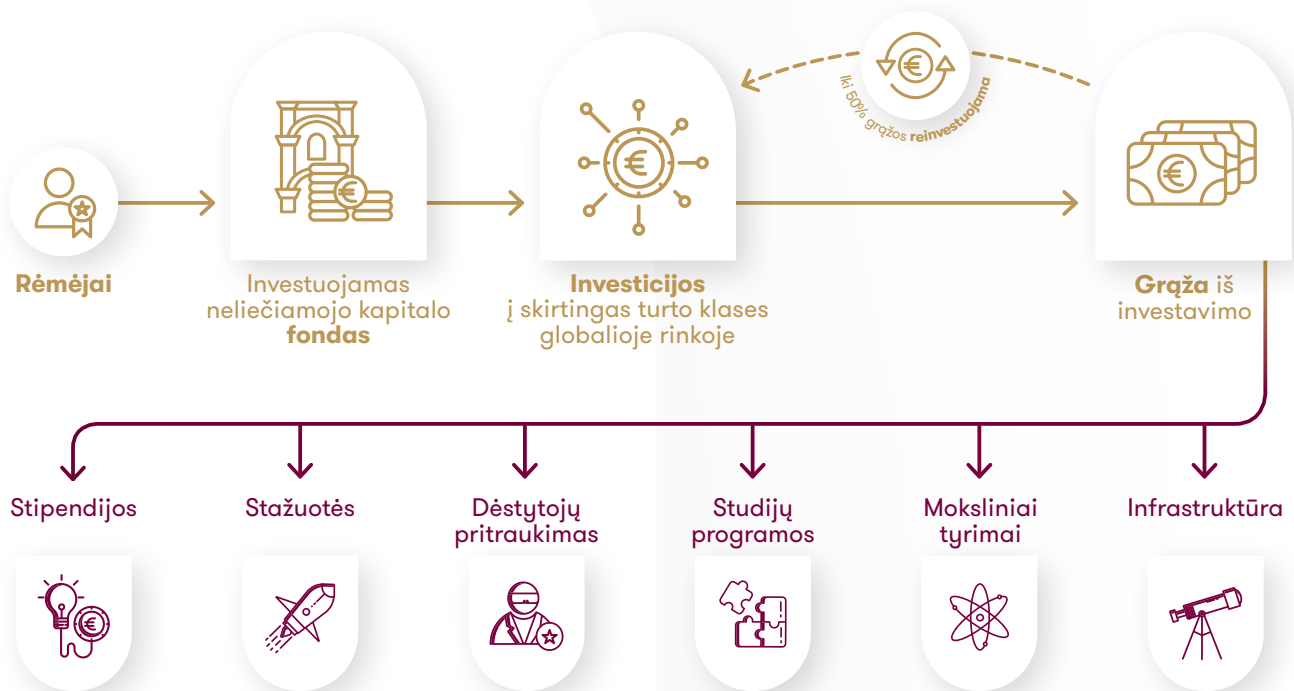 Iki 50% grąžos reinvestuojama
Rėmėjai
Investuojamas
neliečiamojo kapitalo
fondas
Investicijos
į skirtingas turto klases
globalioje rinkoje
Grąža iš
investavimo
Stipendijos
Stažuotės
Dėstytojų
pritraukimas
Studijų
programos
Moksliniai
tyrimai
Infrastruktūra